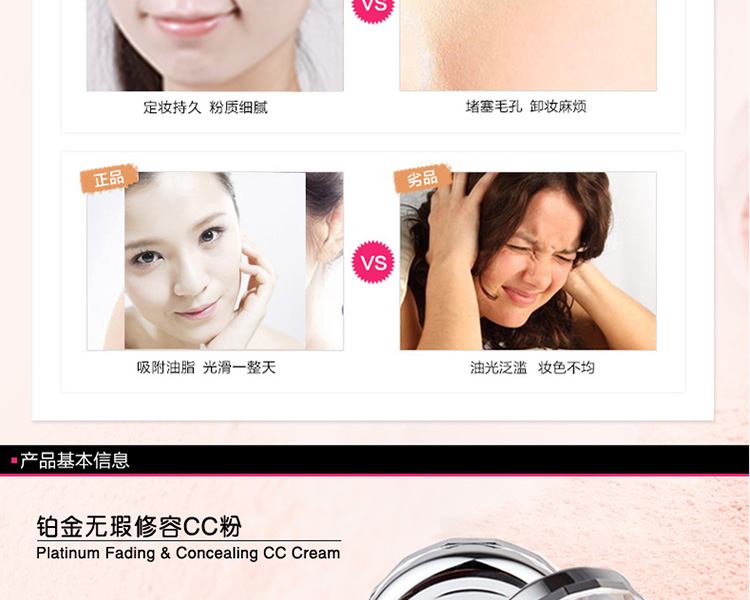 VS
定妆持久 粉质细腻
堵塞毛孔 卸妆麻烦
正品
劣品
VS
吸附油脂 光滑一整天
油光泛滥 妆色不均
产品基本信息
铂金无瑕修容CC粉
Platinum Fading & Concealing CC Cream